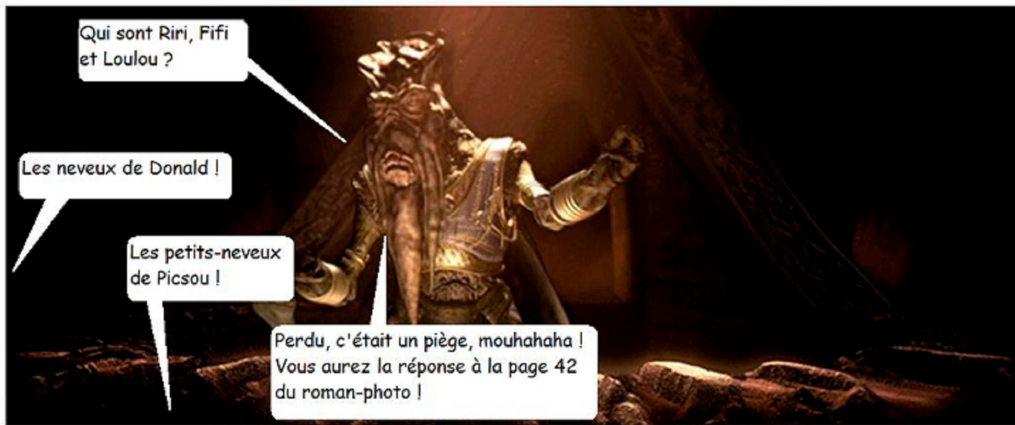 Qui sont Riri, Fifi
et Loulou ?
Les neveux de Donald !
Les petits-neveux
de Picsou !
Perdu, c'était un piège, mouhahaha !
Vous aurez la réponse à la page 42
du roman-photo !